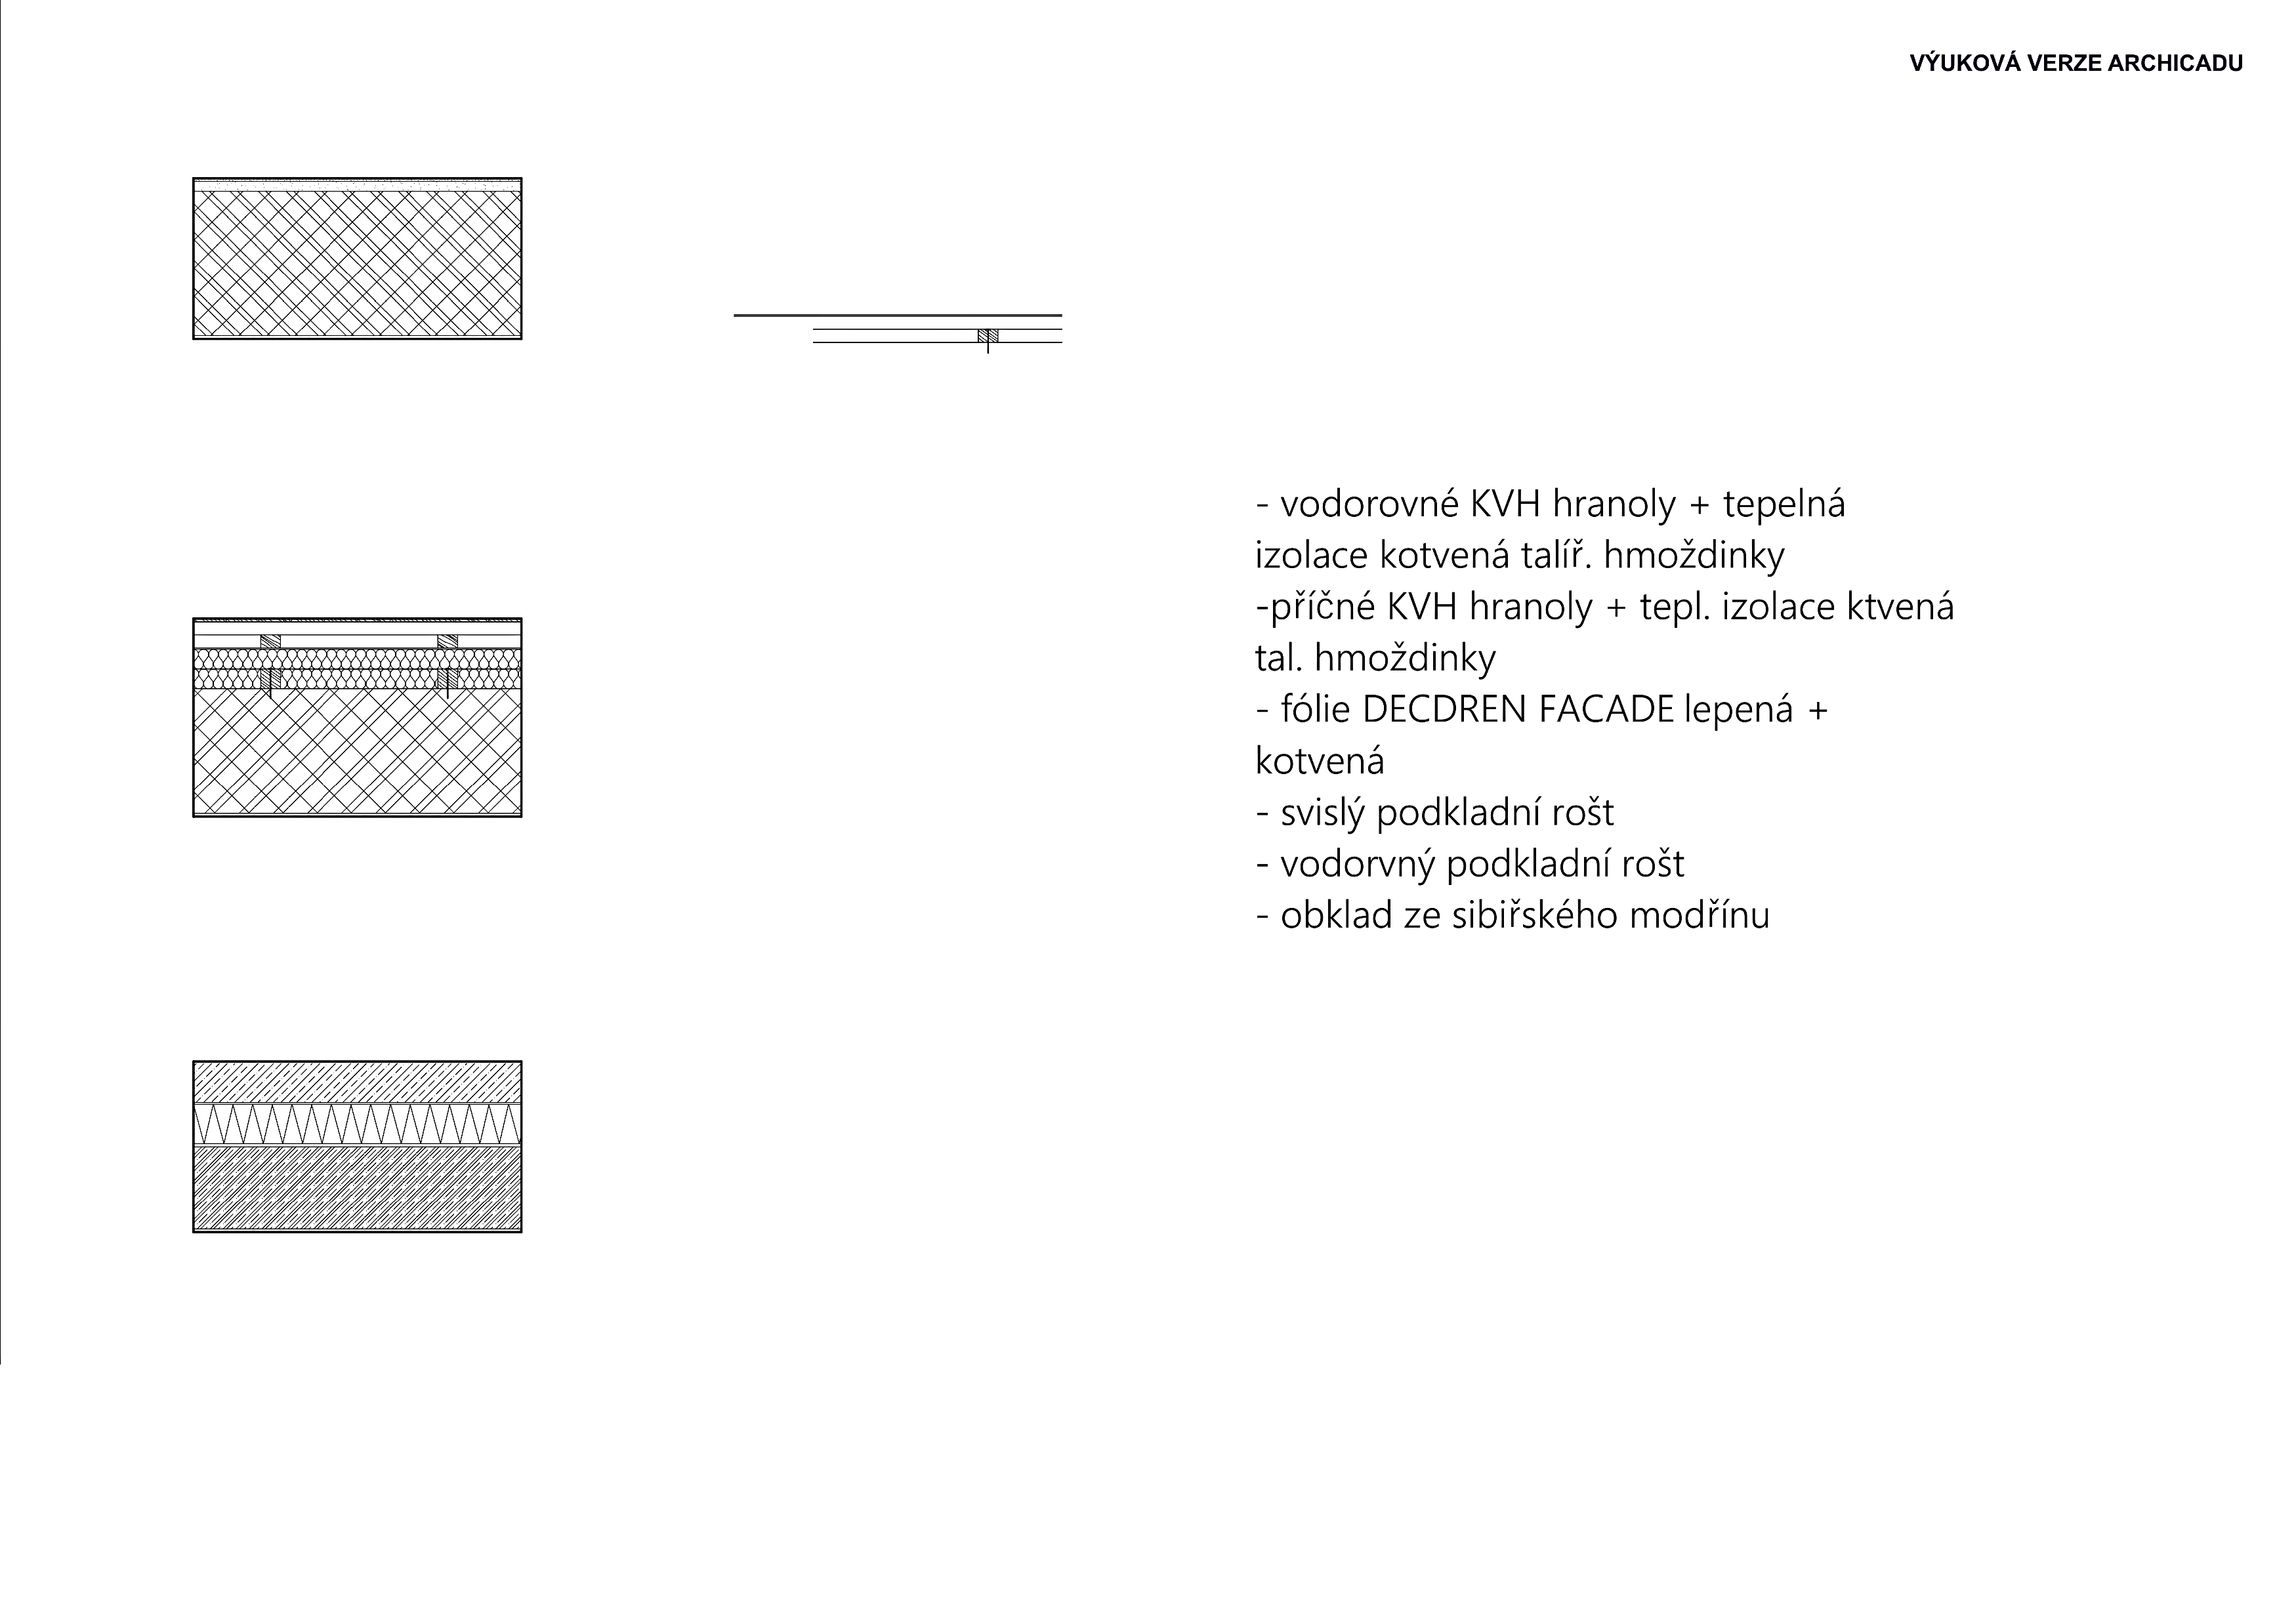 VÝUKOVÁ VERZE ARCHICADU
- vodorovné KVH hranoly + tepelná
izolace kotvená talíř. hmoždinky
-příčné KVH hranoly + tepl. izolace ktvená
tal. hmoždinky
- fólie DECDREN FACADE lepená +
kotvená
- svislý podkladní rošt
- vodorvný podkladní rošt
- obklad ze sibiřského modřínu